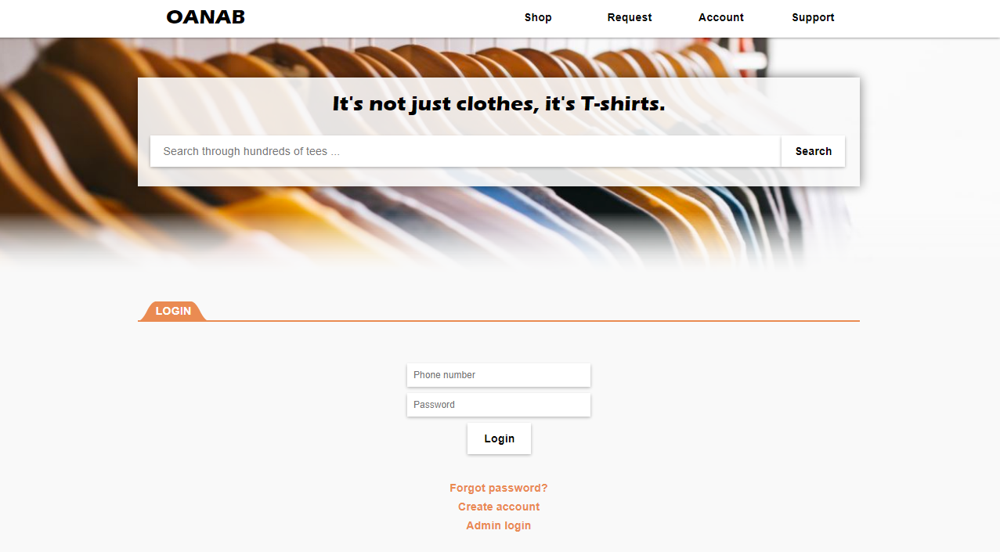 OANAB
Shop Request Account Support
It's not just clothes, it's T-shirts.
Search through hundreds of tees ...
Search
LOGIN
Phone number
Password
Login
Forgot password?
Create account
Admin login